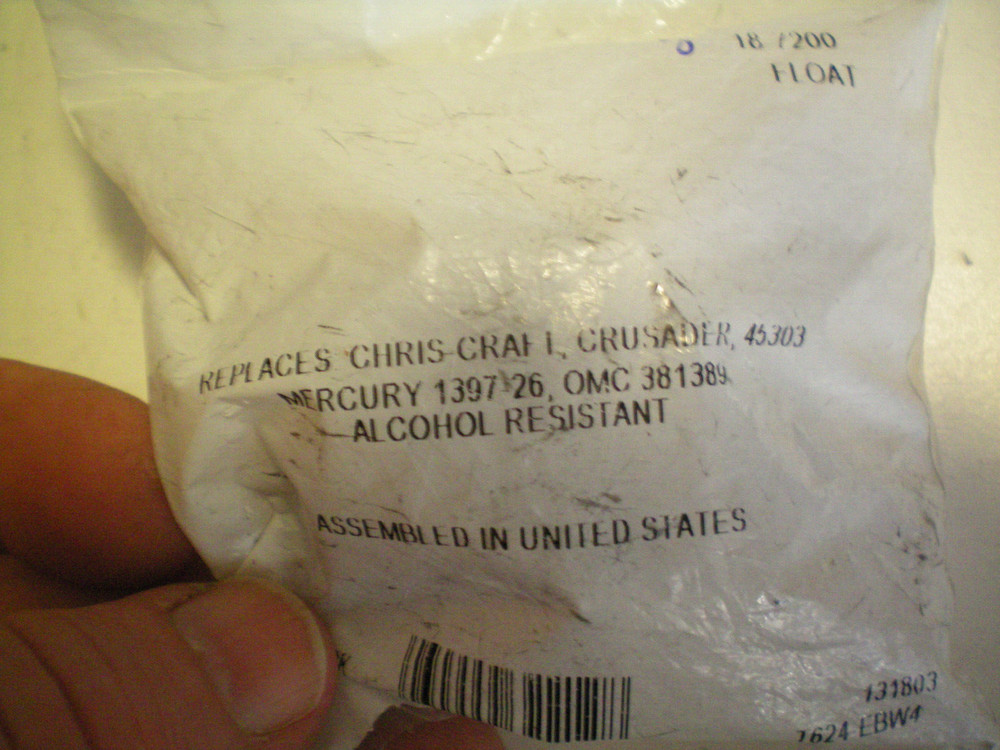 18 7200
FLOAT
REPLACES CHRIS-CRAFT, CRUSADER, 45303
MERCURY 1397-26, OMC 381389
ALCOHOL RESISTANT
ASSEMBLED IN UNITED STATES
131803
7624 EBW4